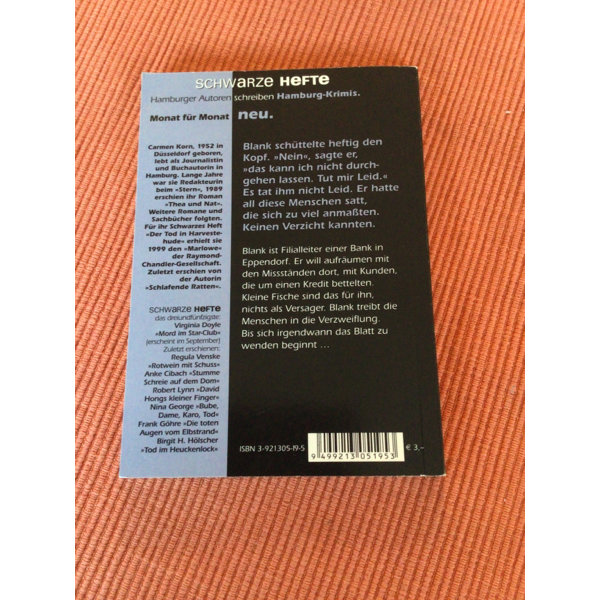 SCHWARZE HEFTE
Hamburger Autoren schreiben Hamburg-Krimis.
Monat für Monat neu.
Carmen Korn, 1952 in
Düsseldorf geboren,
lebt als Journalistin
und Buchautorin in
Hamburg. Lange Jahre
war sie Redakteurin
beim »Stern«, 1989
erschien ihr Roman
»Thea und Nat«.
Weitere Romane und
Sachbücher folgten.
Für ihr Schwarzes Heft
»Der Tod in Harveste-
hude« erhielt sie
1999 den »Marlowe«
der Raymond-
Chandler-Gesellschaft.
Zuletzt erschien von
der Autorin
»Schlafende Ratten«.
SCHWARZE HEFTE
das dreiundfünfzigste:
Virginia Doyle
»Mord im Star-Club«
(erscheint im September)
Zuletzt erschienen:
Regula Venske
»Rotwein mit Schuss«
Anke Cibach »Stumme
Schreie auf dem Dom«
Robert Lynn »David
Hongs kleiner Finger«
Nina George »Bube,
Dame, Karo, Tod«
Frank Göhre »Die toten
Augen vom Elbstrand«
Birgit H. Hölscher
»Tod im Heuckenlock«
Blank schüttelte heftig den
Kopf. »Nein«, sagte er,
»das kann ich nicht durch-
gehen lassen. Tut mir Leid.«
Es tat ihm nicht Leid. Er hatte
all diese Menschen satt,
die sich zu viel anmaßten.
Keinen Verzicht kannten.
Blank ist Filialleiter einer Bank in
Eppendorf. Er will aufräumen mit
den Missständen dort, mit Kunden,
die um einen Kredit bettelten.
Kleine Fische sind das für ihn,
nichts als Versager. Blank treibt die
Menschen in die Verzweiflung.
Bis sich irgendwann das Blatt zu
wenden beginnt ...
ISBN 3-921305-19-5
€ 3,–
9 499213 051953